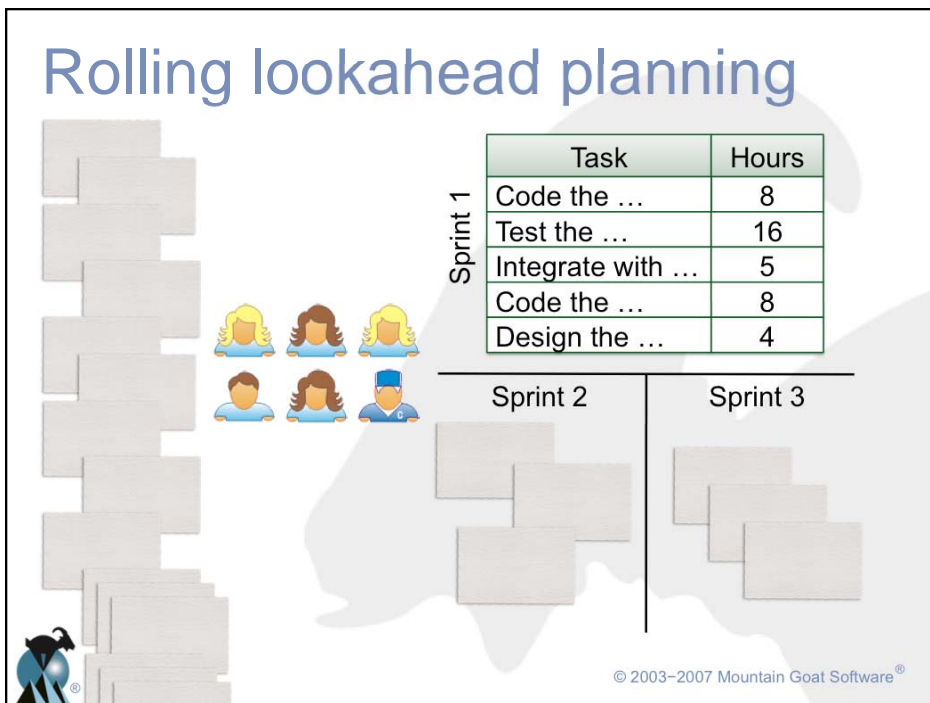 Rolling lookahead planning
Sprint 1
Task Hours
Code the … 8
Test the … 16
Integrate with … 5
Code the … 8
Design the … 4
Sprint 2 Sprint 3
C
®
© 2003–2007 Mountain Goat Software®